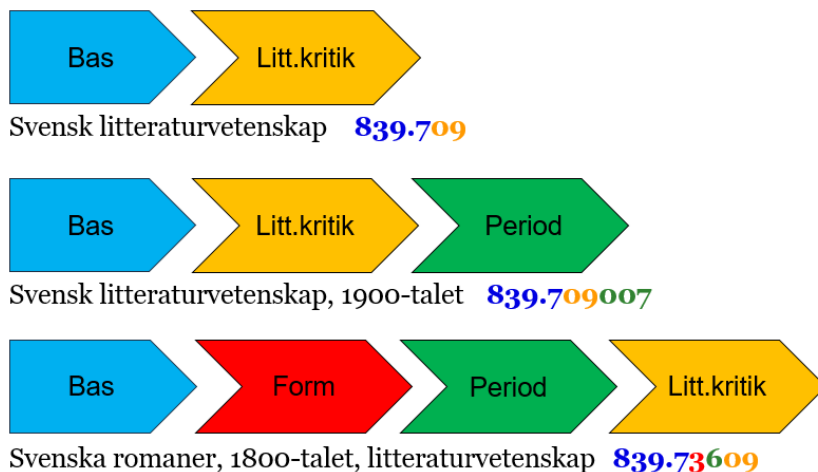 Bas Litt.kritik
Svensk litteraturvetenskap 839.709
Bas Litt.kritik Period
Svensk litteraturvetenskap, 1900-talet 839.709007
Bas Form Period Litt.kritik
Svenska romaner, 1800-talet, litteraturvetenskap 839.73609